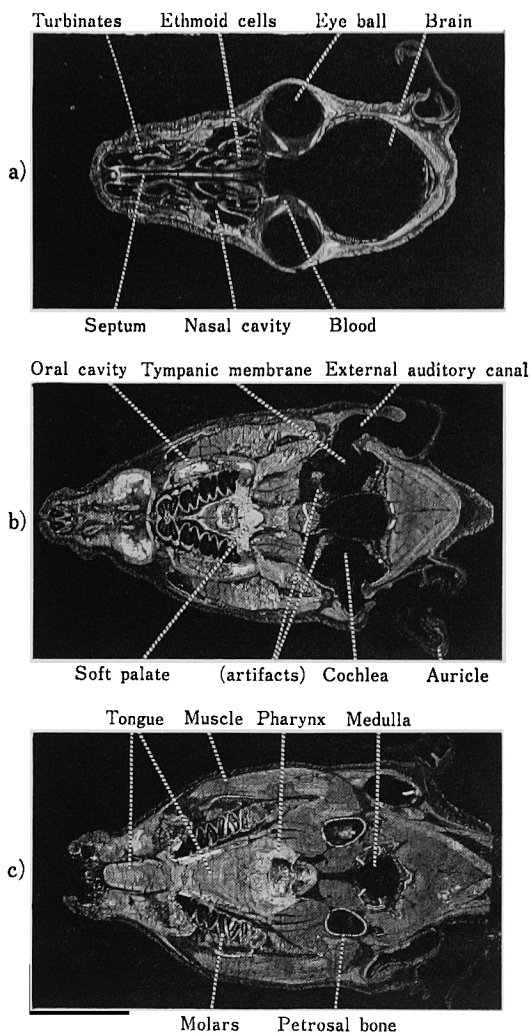 Turbinates Ethmoid cells Eye ball Brain
a)
Septum Nasal cavity Blood
Oral cavity Tympanic membrane External auditory canal
b)
Soft palate (artifacts) Cochlea Auricle
Tongue Muscle Pharynx Medulla
c)
Molars Petrosal bone